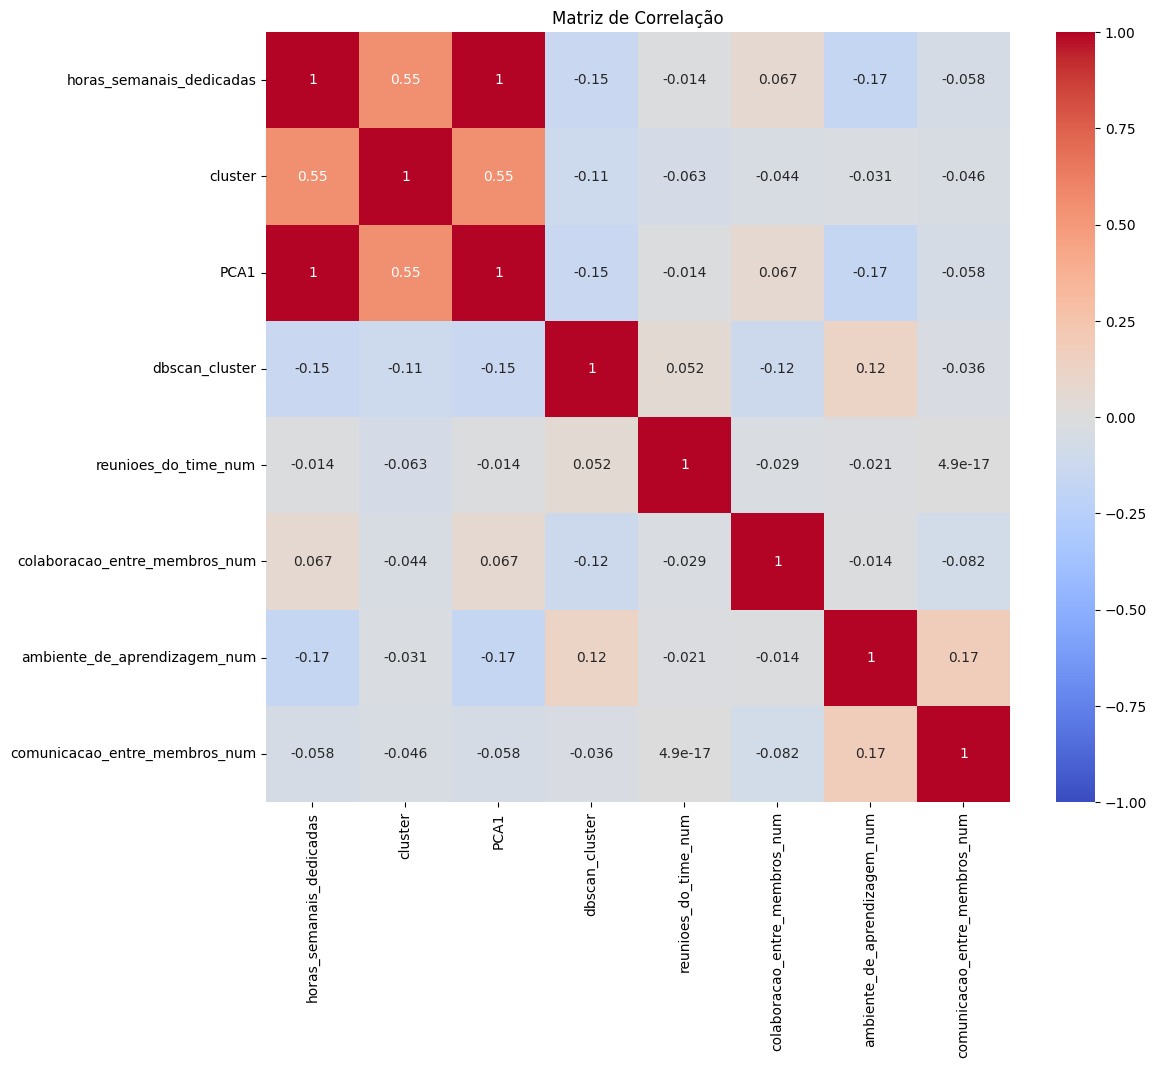 Matriz de Correlação
horas_semanais_dedicadas 1 0.55 1 -0.15 -0.014 0.067 -0.17 -0.058
cluster 0.55 1 0.55 -0.11 -0.063 -0.044 -0.031 -0.046
PCA1 1 0.55 1 -0.15 -0.014 0.067 -0.17 -0.058
dbscan_cluster -0.15 -0.11 -0.15 1 0.052 -0.12 0.12 -0.036
reunioes_do_time_num -0.014 -0.063 -0.014 0.052 1 -0.029 -0.021 4.9e-17
colaboracao_entre_membros_num 0.067 -0.044 0.067 -0.12 -0.029 1 -0.014 -0.082
ambiente_de_aprendizagem_num -0.17 -0.031 -0.17 0.12 -0.021 -0.014 1 0.17
comunicacao_entre_membros_num -0.058 -0.046 -0.058 -0.036 4.9e-17 -0.082 0.17 1
horas_semanais_dedicadas
cluster
PCA1
dbscan_cluster
reunioes_do_time_num
colaboracao_entre_membros_num
ambiente_de_aprendizagem_num
comunicacao_entre_membros_num
1.00
0.75
0.50
0.25
0.00
−0.25
−0.50
−0.75
−1.00